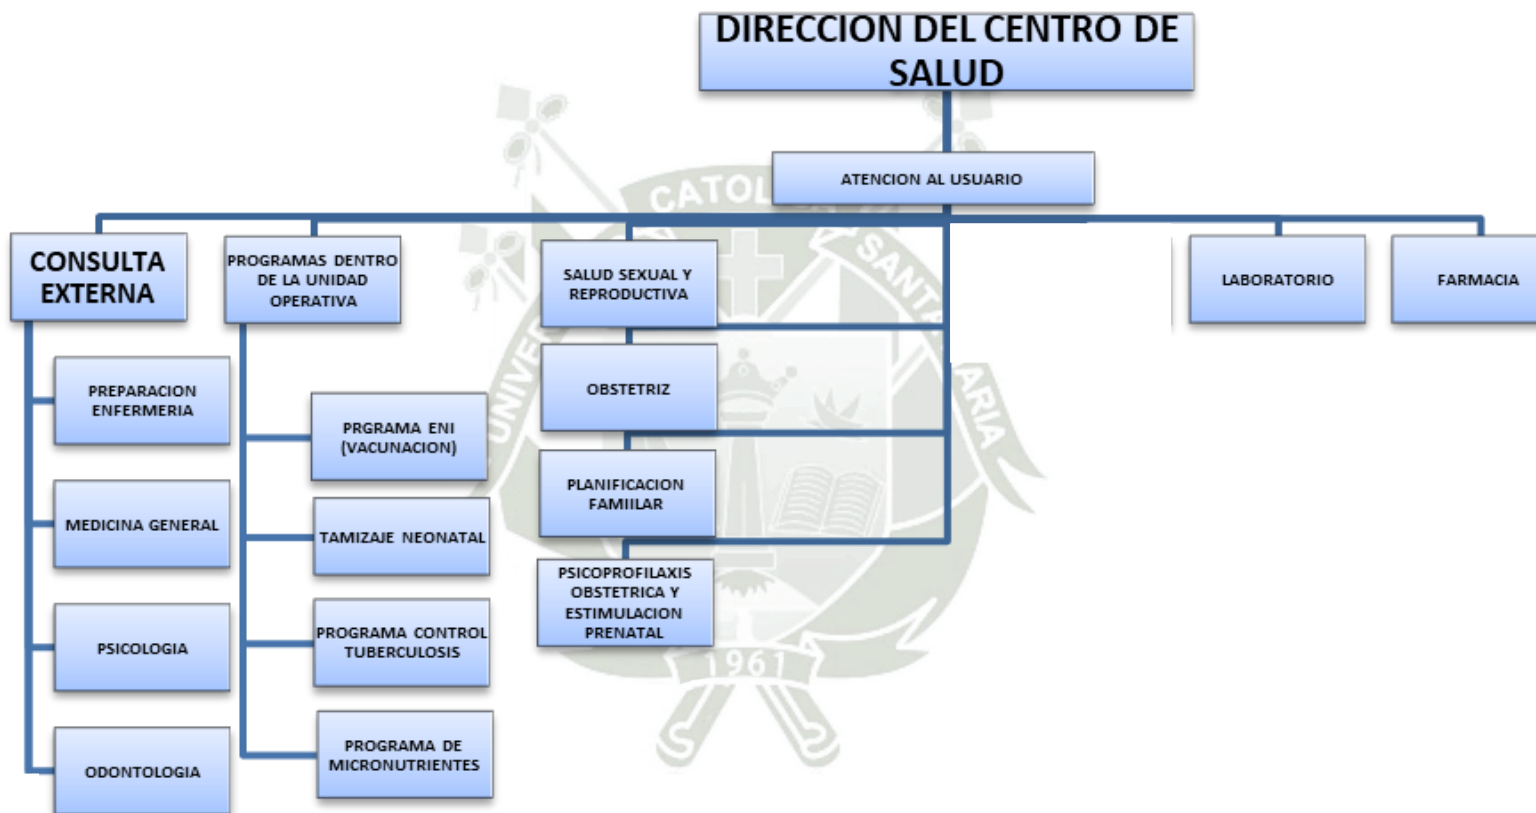 DIRECCION DEL CENTRO DE
SALUD
ATENCION AL USUARIO
CONSULTA
EXTERNA
PREPARACION
ENFERMERIA
MEDICINA GENERAL
PSICOLOGIA
ODONTOLOGIA
PROGRAMAS DENTRO
DE LA UNIDAD
OPERATIVA
PRGRAMA ENI
(VACUNACION)
TAMIZAJE NEONATAL
PROGRAMA CONTROL
TUBERCULOSIS
PROGRAMA DE
MICRONUTRIENTES
SALUD SEXUAL Y
REPRODUCTIVA
OBSTETRIZ
PLANIFICACION
FAMIILAR
PSICOPROFILAXIS
OBSTETRICA Y
ESTIMULACION
PRENATAL
LABORATORIO
FARMACIA
SANTA
1961